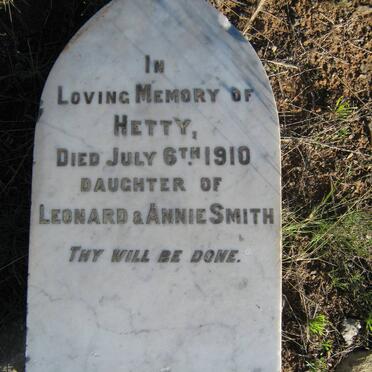 IN
LOVING MEMORY OF
HETTY,
DIED JULY 6TH 1910
DAUGHTER OF
LEONARD & ANNIE SMITH
THY WILL BE DONE.